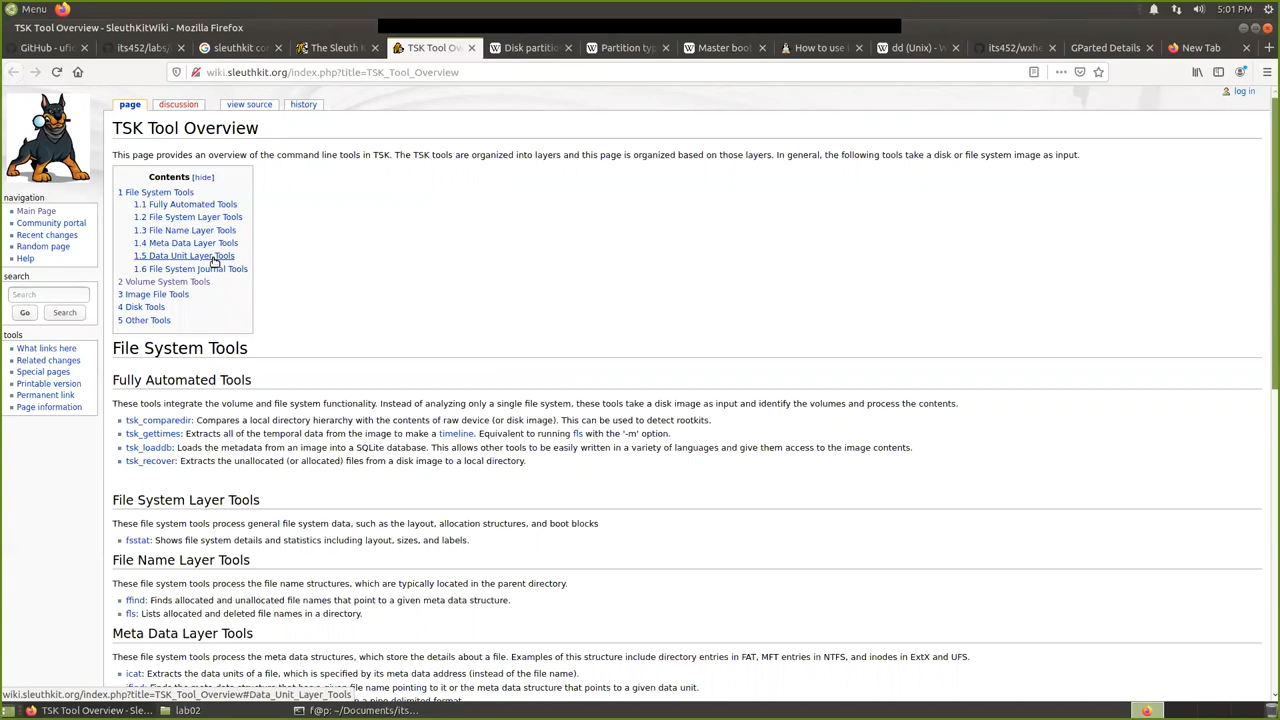 Menu
5:01 PM
TSK Tool Overview - SleuthKitWiki - Mozilla Firefox
GitHub - ufic
its452/labs/
sleuthkit co
The Sleuth K
TSK Tool Ov
Disk partitio
Partition typ
Master boo
How to use
dd (Unix) - W
its452/wxhe
GParted Details
New Tab
wiki.sleuthkit.org/index.php?title=TSK_Tool_Overview
log in
page
discussion
view source
history
TSK Tool Overview
This page provides an overview of the command line tools in TSK. The TSK tools are organized into layers and this page is organized based on those layers. In general, the following tools take a disk or file system image as input.
Contents [hide]
1 File System Tools
1.1 Fully Automated Tools
1.2 File System Layer Tools
1.3 File Name Layer Tools
1.4 Meta Data Layer Tools
1.5 Data Unit Layer Tools
1.6 File System Journal Tools
2 Volume System Tools
3 Image File Tools
4 Disk Tools
5 Other Tools
navigation
Main Page
Community portal
Recent changes
Random page
Help
search
Search
Go
Search
tools
What links here
Related changes
Special pages
Printable version
Permanent link
Page information
File System Tools
Fully Automated Tools
These tools integrate the volume and file system functionality. Instead of analyzing only a single file system, these tools take a disk image as input and identify the volumes and process the contents.
tsk_comparedir: Compares a local directory hierarchy with the contents of raw device (or disk image). This can be used to detect rootkits.
tsk_gettimes: Extracts all of the temporal data from the image to make a timeline. Equivalent to running fls with the '-m' option.
tsk_loaddb: Loads the metadata from an image into a SQLite database. This allows other tools to be easily written in a variety of languages and give them access to the image contents.
tsk_recover: Extracts the unallocated (or allocated) files from a disk image to a local directory.
File System Layer Tools
These file system tools process general file system data, such as the layout, allocation structures, and boot blocks
fsstat: Shows file system details and statistics including layout, sizes, and labels.
File Name Layer Tools
These file system tools process the file name structures, which are typically located in the parent directory.
ffind: Finds allocated and unallocated file names that point to a given meta data structure.
fls: Lists allocated and deleted file names in a directory.
Meta Data Layer Tools
These file system tools process the meta data structures, which store the details about a file. Examples of this structure include directory entries in FAT, MFT entries in NTFS, and inodes in ExtX and UFS.
icat: Extracts the data units of a file, which is specified by its meta data address (instead of the file name).
wiki.sleuthkit.org/index.php?title=TSK_Tool_Overview#Data_Unit_Layer_Tools
TSK Tool Overview - Sle...
lab02
f@p: ~/Documents/its...